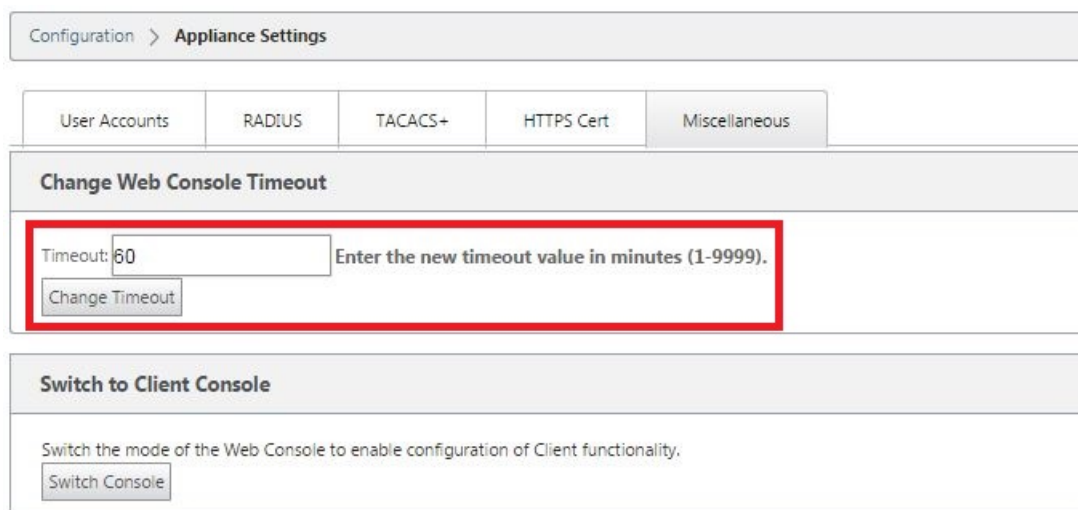 Configuration > Appliance Settings
User Accounts RADIUS TACACS+ HTTPS Cert Miscellaneous
Change Web Console Timeout
Timeout: 60 Enter the new timeout value in minutes (1-9999).
Change Timeout
Switch to Client Console
Switch the mode of the Web Console to enable configuration of Client functionality.
Switch Console